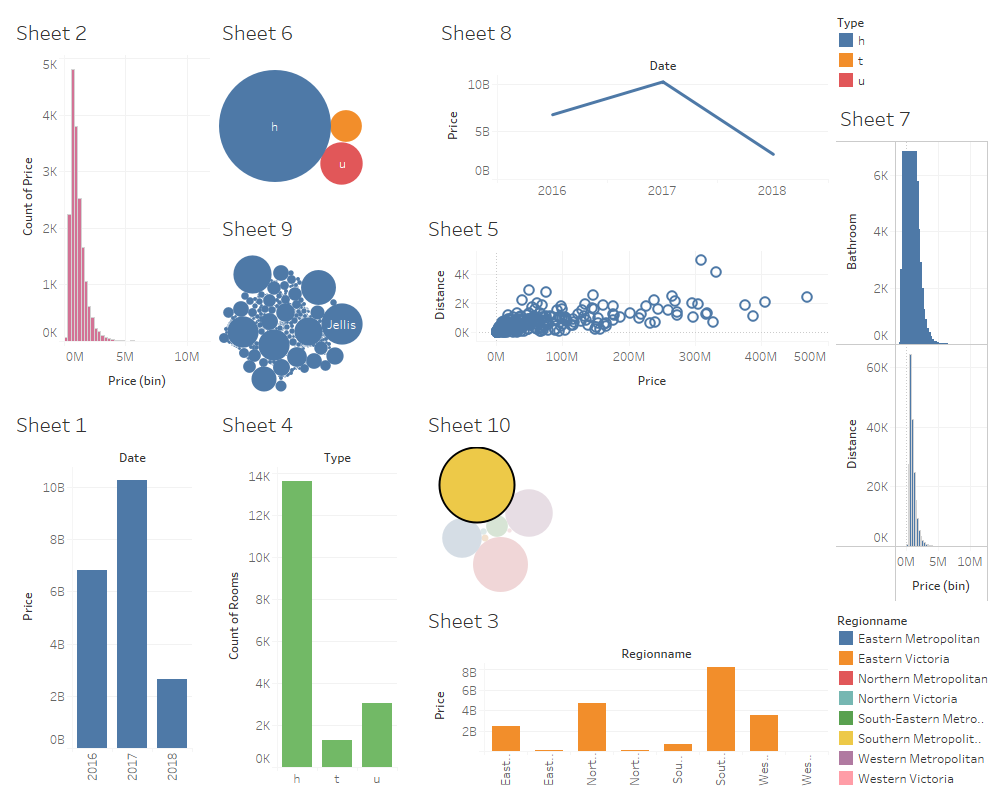 Sheet 2
5K
4K
3K
2K
1K
0K
Count of Price
0M 5M 10M
Price (bin)
Sheet 6
h
u
Sheet 8
Date
10B
5B
0B
Price
2016 2017 2018
Type
h
t
u
Sheet 7
6K
4K
2K
0K
Bathroom
60K
40K
20K
0K
Distance
0M 5M 10M
Price (bin)
Sheet 9
Jellis
Sheet 5
4K
2K
0K
Distance
0M 100M 200M 300M 400M 500M
Price
Sheet 1
Date
10B
8B
6B
4B
2B
0B
Price
2016 2017 2018
Sheet 4
Type
14K
12K
10K
8K
6K
4K
2K
0K
Count of Rooms
h t u
Sheet 10
Sheet 3
Regionname
8B
6B
4B
2B
Price
East.. East.. Nort.. Nort.. Sou.. Sout.. Wes.. Wes..
Regionname
Eastern Metropolitan
Eastern Victoria
Northern Metropolitan
Northern Victoria
South-Eastern Metro..
Southern Metropolit..
Western Metropolitan
Western Victoria